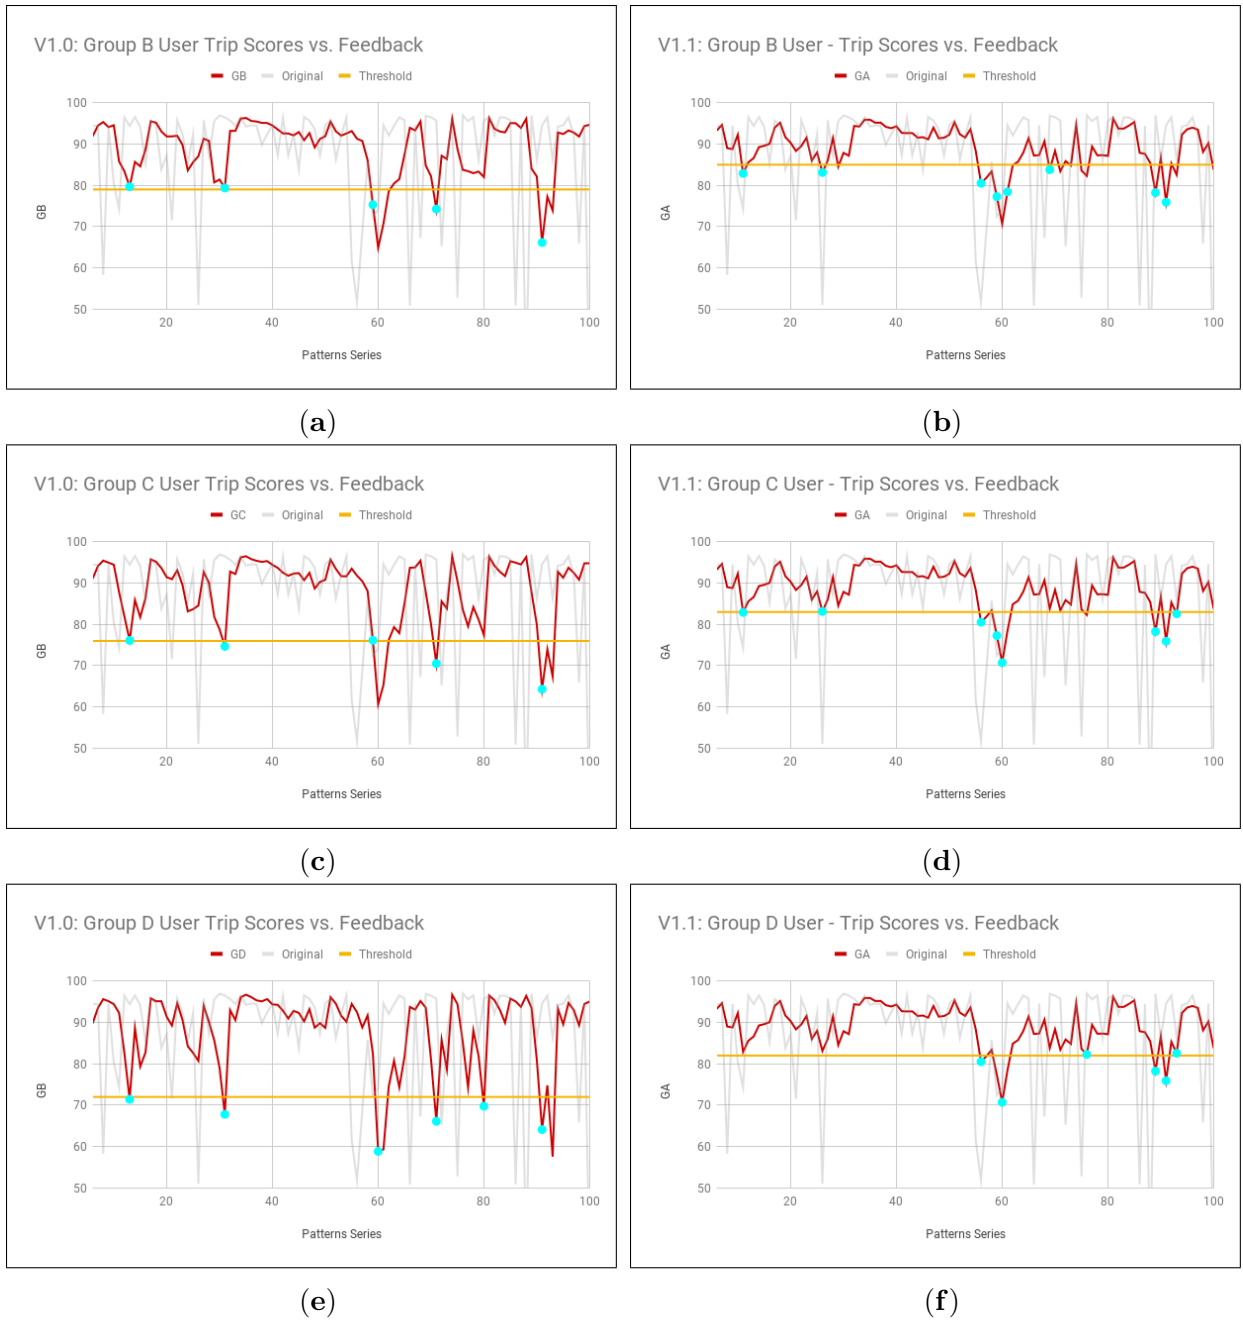 V1.0: Group B User Trip Scores vs. Feedback
GB Original Threshold
100
90
80
70
60
50
GB
20 40 60 80 100
Patterns Series
(a)
V1.1: Group B User - Trip Scores vs. Feedback
GA Original Threshold
100
90
80
70
60
50
GA
20 40 60 80 100
Patterns Series
(b)
V1.0: Group C User Trip Scores vs. Feedback
GC Original Threshold
100
90
80
70
60
50
GB
20 40 60 80 100
Patterns Series
(c)
V1.1: Group C User - Trip Scores vs. Feedback
GA Original Threshold
100
90
80
70
60
50
GA
20 40 60 80 100
Patterns Series
(d)
V1.0: Group D User Trip Scores vs. Feedback
GD Original Threshold
100
90
80
70
60
50
GB
20 40 60 80 100
Patterns Series
(e)
V1.1: Group D User - Trip Scores vs. Feedback
GA Original Threshold
100
90
80
70
60
50
GA
20 40 60 80 100
Patterns Series
(f)